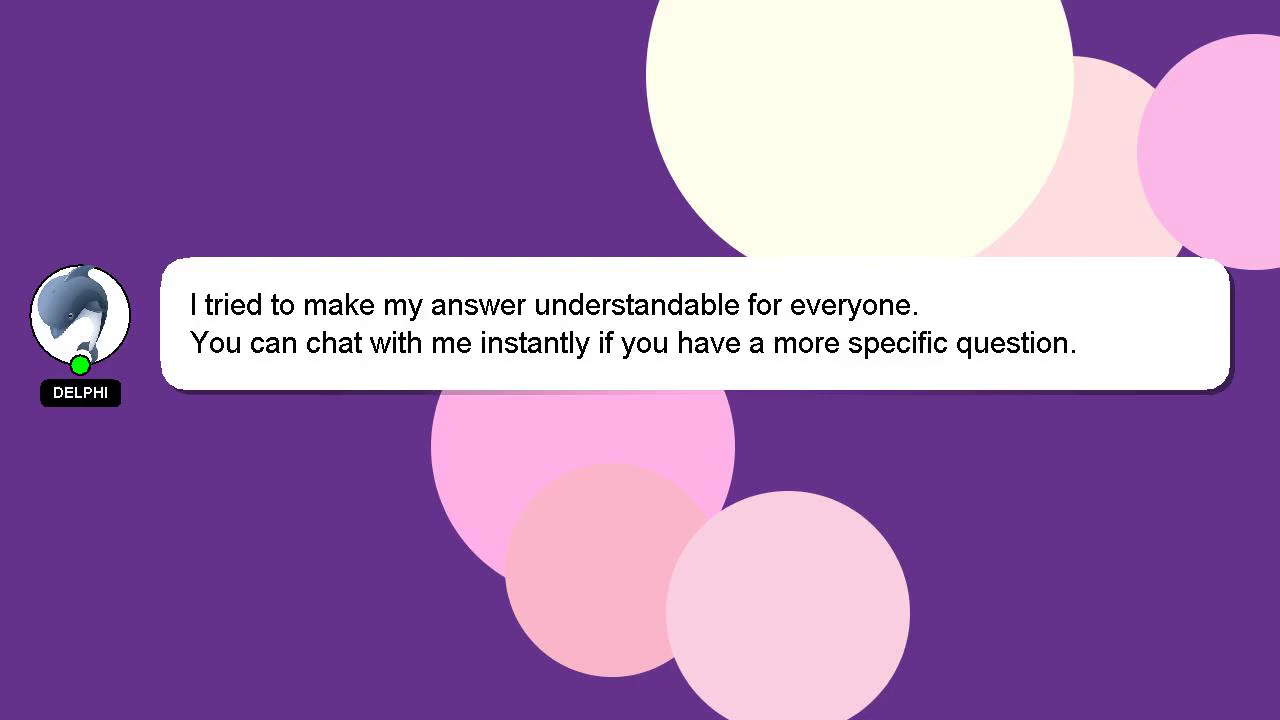 I tried to make my answer understandable for everyone.
You can chat with me instantly if you have a more specific question.
DELPHI